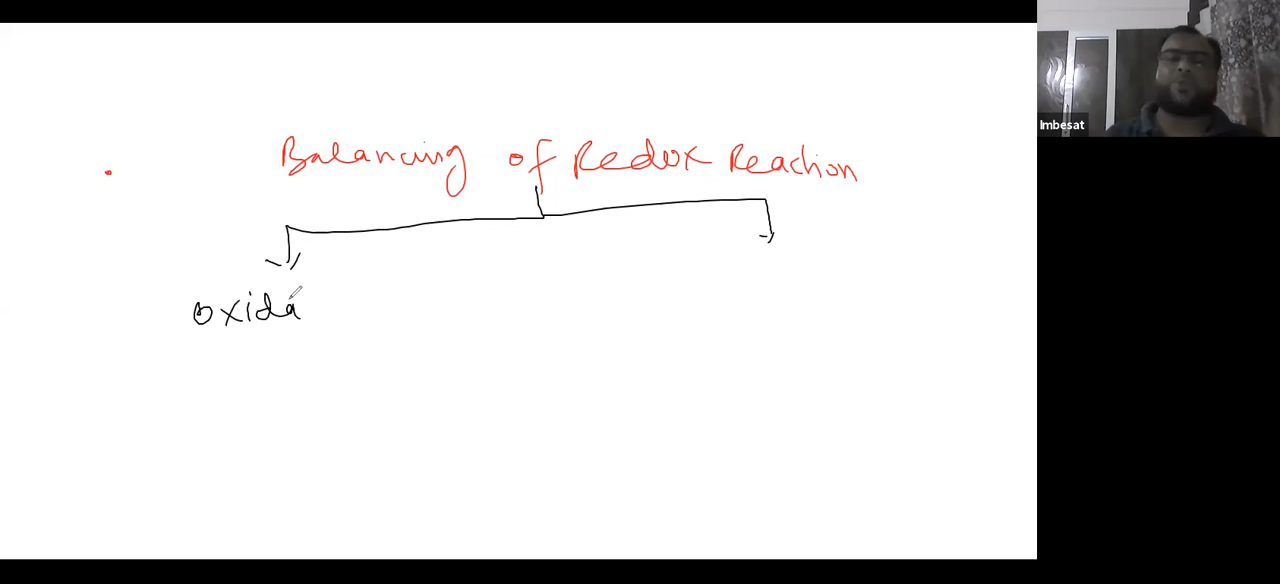 Imbesat
Balancing of Redox Reaction
oxida